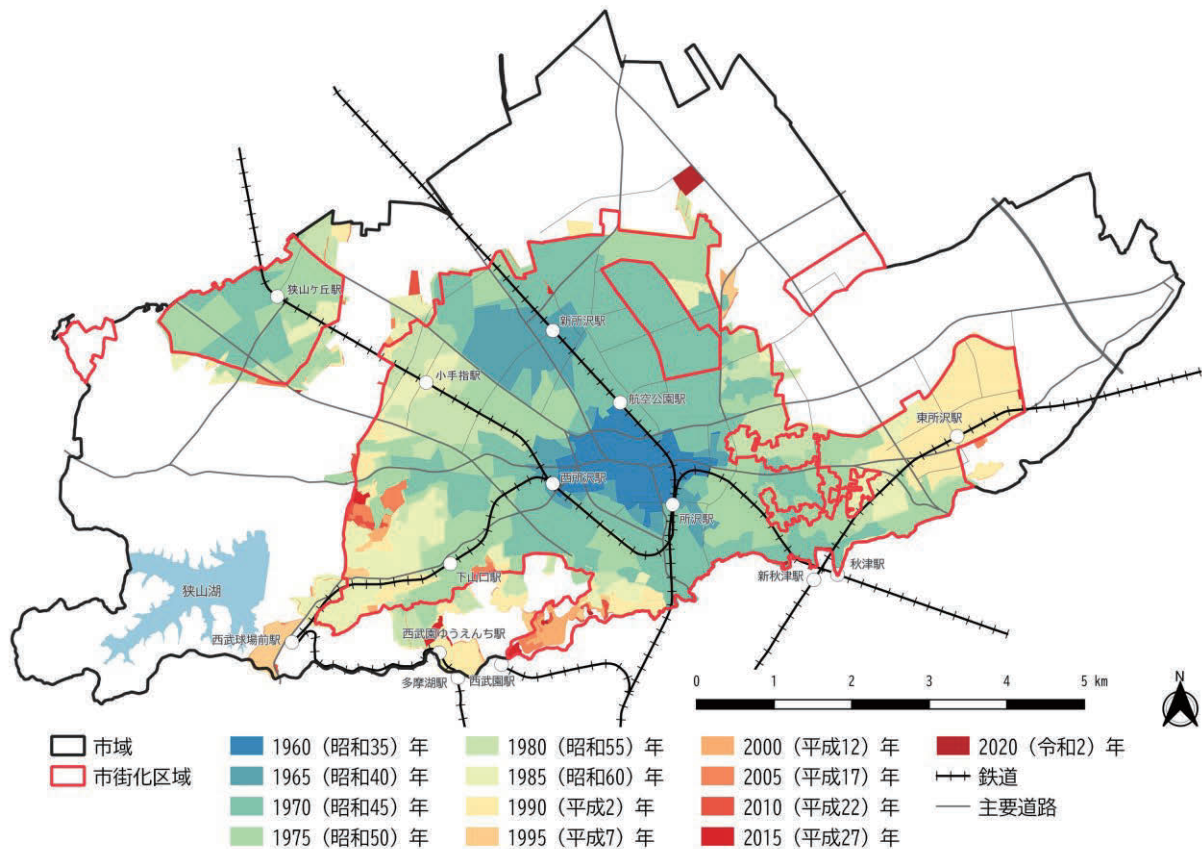 狭山ヶ丘駅
新所沢駅
小手指駅
航空公園駅
東所沢駅
西所沢駅
所沢駅
下山口駅
新秋津駅
秋津駅
狭山湖
西武球場前駅
西武園ゆうえんち駅
多摩湖駅
西武園駅
0 1 2 3 4 5 km
N
市域
市街化区域
1960（昭和35）年
1965（昭和40）年
1970（昭和45）年
1975（昭和50）年
1980（昭和55）年
1985（昭和60）年
1990（平成2）年
1995（平成7）年
2000（平成12）年
2005（平成17）年
2010（平成22）年
2015（平成27）年
2020（令和2）年
鉄道
主要道路